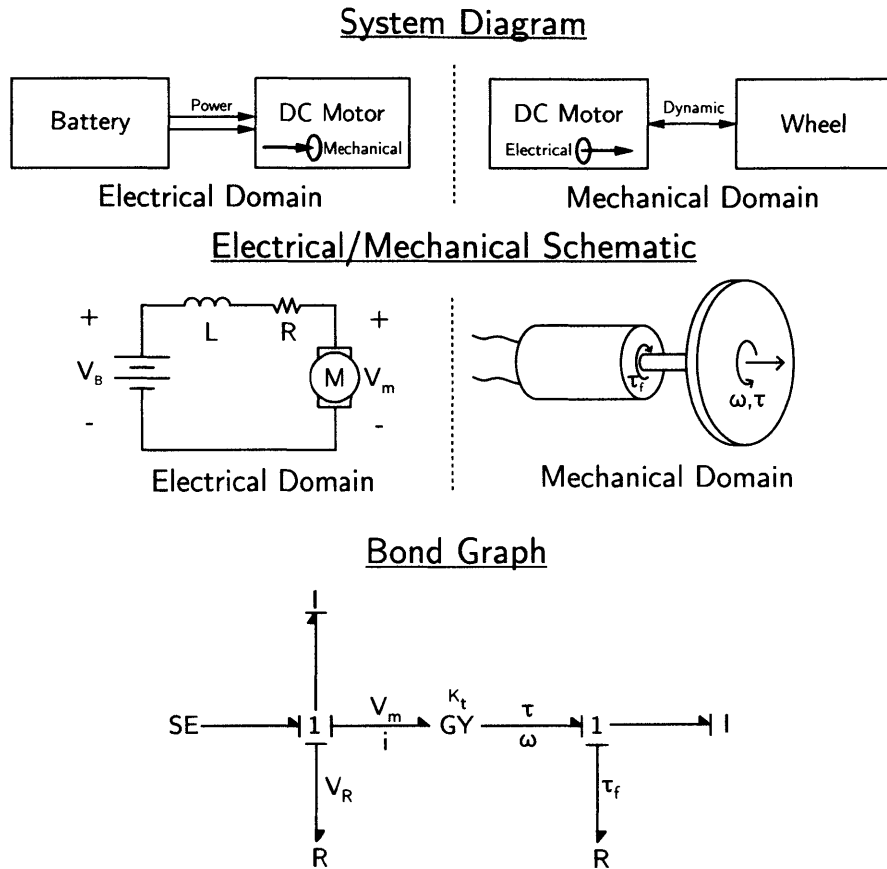 System Diagram
Battery
Power
DC Motor
Mechanical
Electrical Domain
DC Motor
Electrical
Dynamic
Wheel
Mechanical Domain
Electrical/Mechanical Schematic
+
L
R
+
V_B
M
V_m
-
-
Electrical Domain
τ_f
ω,τ
Mechanical Domain
Bond Graph
I
SE
1
V_m
i
K_t
GY
τ
ω
1
I
V_R
τ_f
R
R